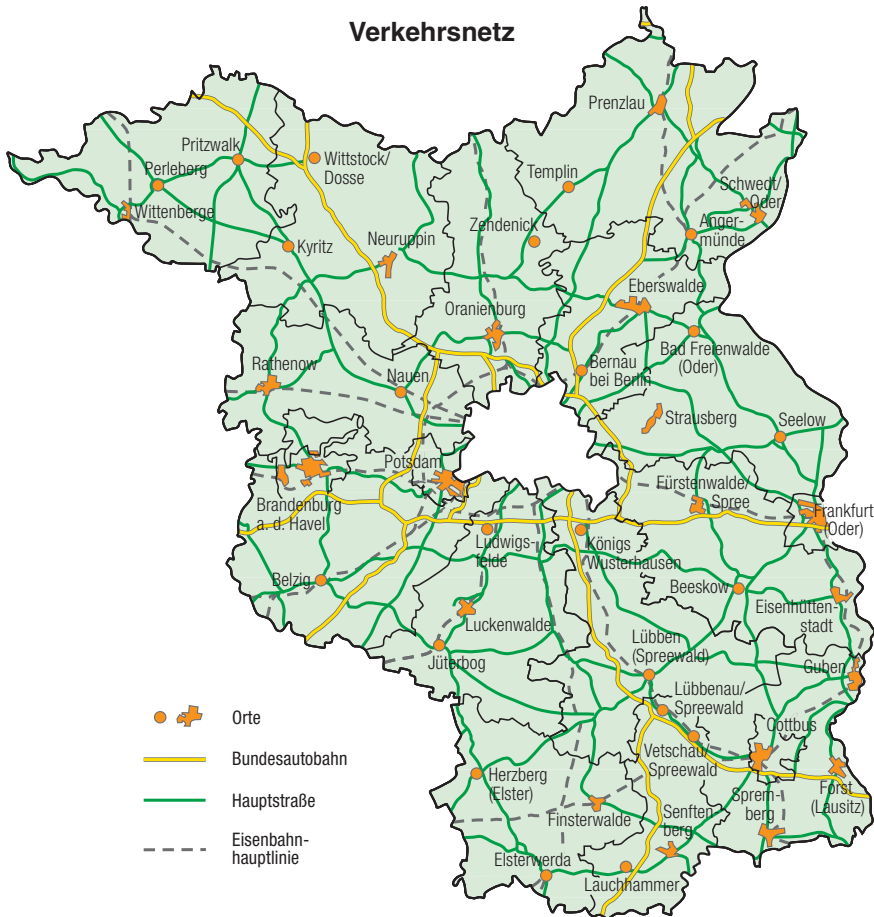 Verkehrsnetz
Prenzlau
Pritzwalk
Wittstock/
Dosse
Perleberg
Templin
Schwedt/
Oder
Wittenberge
Zendenick
Anger-
münde
Kyritz
Neuruppin
Eberswalde
Oranienburg
Bad Freienwalde
(Oder)
Rathenow
Nauen
Bernau
bei Berlin
Strausberg
Seelow
Potsdam
Fürstenwalde/
Spree
Brandenburg
a. d. Havel
Frankfurt
(Oder)
Ludwigs-
felde
Königs
Wusterhausen
Belzig
Beeskow
Eisenhütten-
stadt
Luckenwalde
Jüterbog
Lübben
(Spreewald)
Guben
Lübbenau/
Spreewald
Cottbus
Vetschau/
Spreewald
Herzberg
(Elster)
Finsterwalde
Senften
berg
Sprem-
berg
Forst
(Lausitz)
Elsterwerda
Lauchhammer
Orte
Bundesautobahn
Hauptstraße
Eisenbahn-
hauptlinie